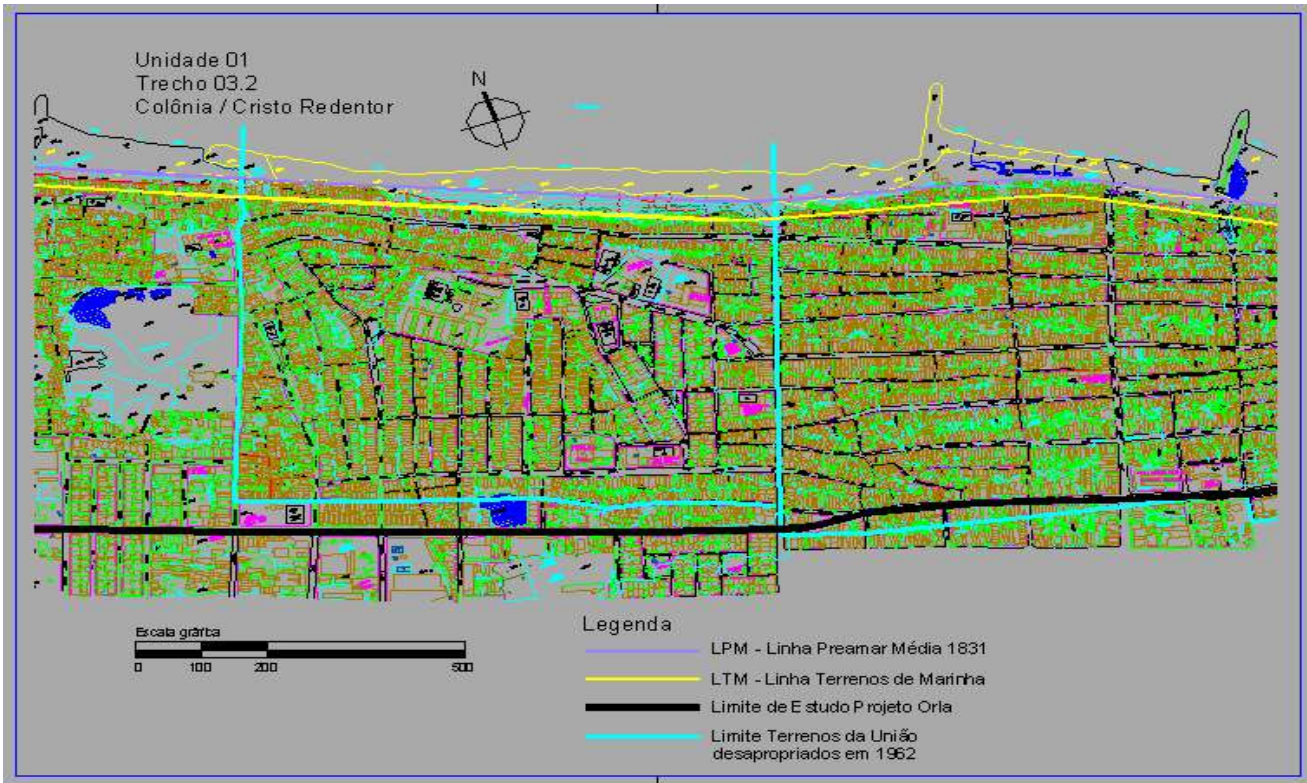 Unidade 01
Trecho 03.2
Colônia / Cristo Redentor
N
Escala gráfica
0 100 200 500
Legenda
LPM - Linha Preamar Média 1831
LTM - Linha Terrenos de Marinha
Limite de Estudo Projeto Orla
Limite Terrenos da União
desapropriados em 1962